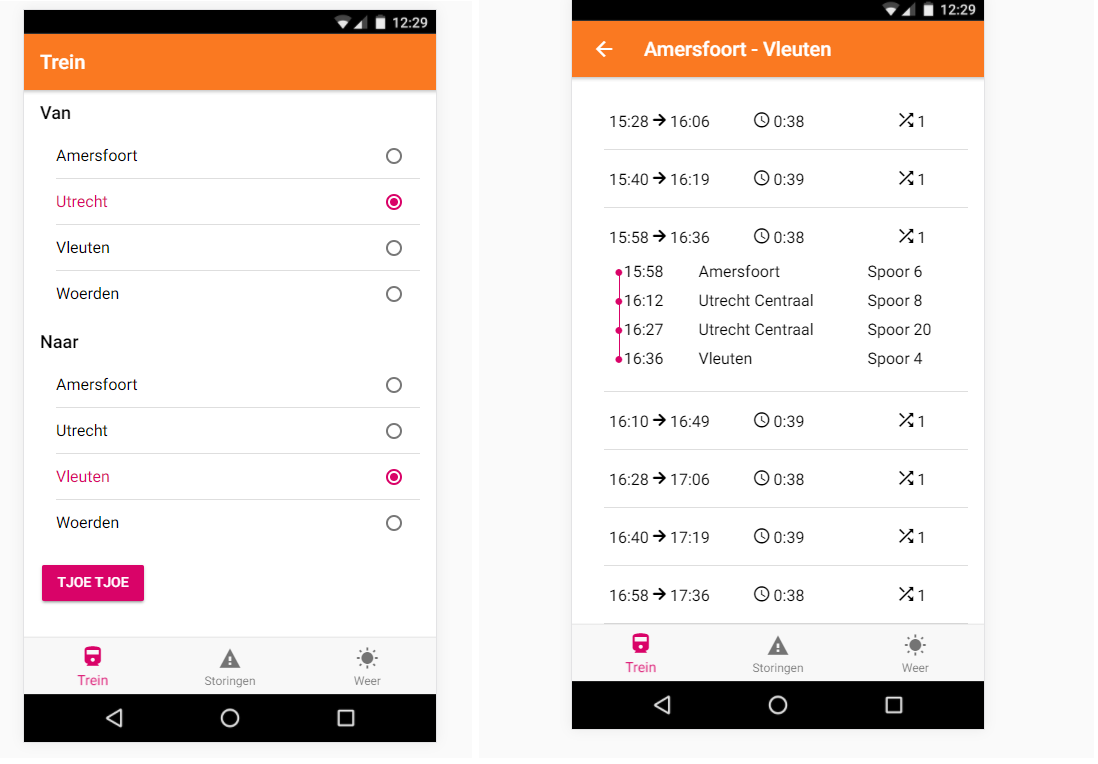 12:29
Trein
Van
Amersfoort
Utrecht
Vleuten
Woerden
Naar
Amersfoort
Utrecht
Vleuten
Woerden
TJOE TJOE
Trein Storingen Weer
12:29
Amersfoort - Vleuten
15:28 → 16:06 0:38 1
15:40 → 16:19 0:39 1
15:58 → 16:36 0:38 1
15:58 Amersfoort Spoor 6
16:12 Utrecht Centraal Spoor 8
16:27 Utrecht Centraal Spoor 20
16:36 Vleuten Spoor 4
16:10 → 16:49 0:39 1
16:28 → 17:06 0:38 1
16:40 → 17:19 0:39 1
16:58 → 17:36 0:38 1
Trein Storingen Weer